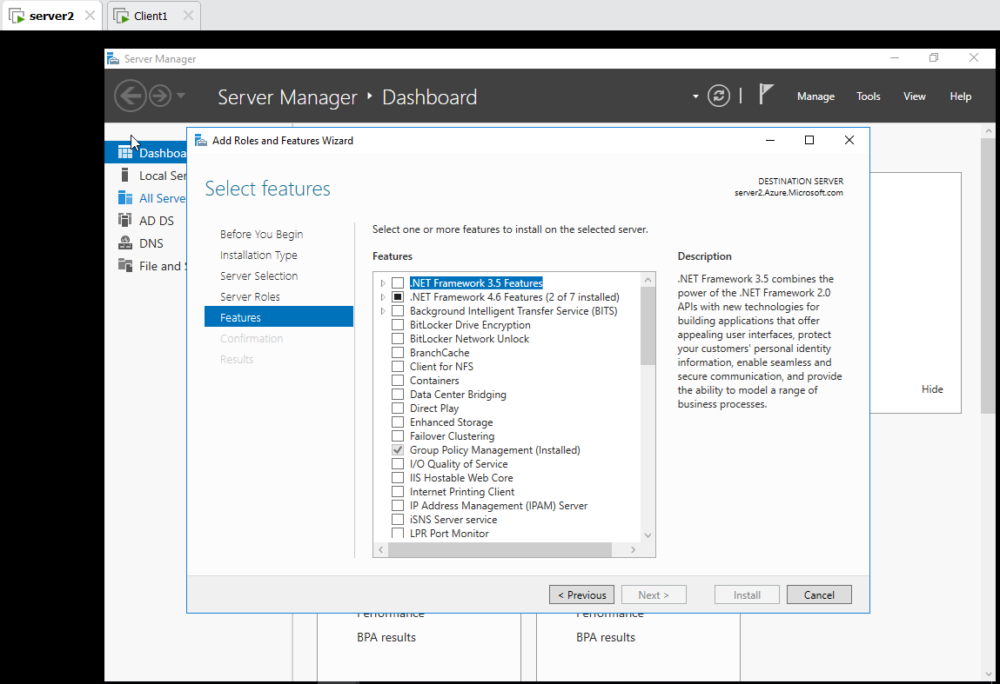 server2
Client1
Server Manager
Server Manager ‣ Dashboard
Manage
Tools
View
Help
Dashboa
Local Ser
All Serve
AD DS
DNS
File and S
Add Roles and Features Wizard
Select features
DESTINATION SERVER
server2.Azure.Microsoft.com
Before You Begin
Installation Type
Server Selection
Server Roles
Features
Confirmation
Results
Select one or more features to install on the selected server.
Features
.NET Framework 3.5 Features
.NET Framework 4.6 Features (2 of 7 installed)
Background Intelligent Transfer Service (BITS)
BitLocker Drive Encryption
BitLocker Network Unlock
BranchCache
Client for NFS
Containers
Data Center Bridging
Direct Play
Enhanced Storage
Failover Clustering
Group Policy Management (Installed)
I/O Quality of Service
IIS Hostable Web Core
Internet Printing Client
IP Address Management (IPAM) Server
iSNS Server service
LPR Port Monitor
Description
.NET Framework 3.5 combines the
power of the .NET Framework 2.0
APIs with new technologies for
building applications that offer
appealing user interfaces, protect
your customers' personal identity
information, enable seamless and
secure communication, and provide
the ability to model a range of
business processes.
Hide
< Previous
Next >
Install
Cancel
Performance
BPA results
Performance
BPA results